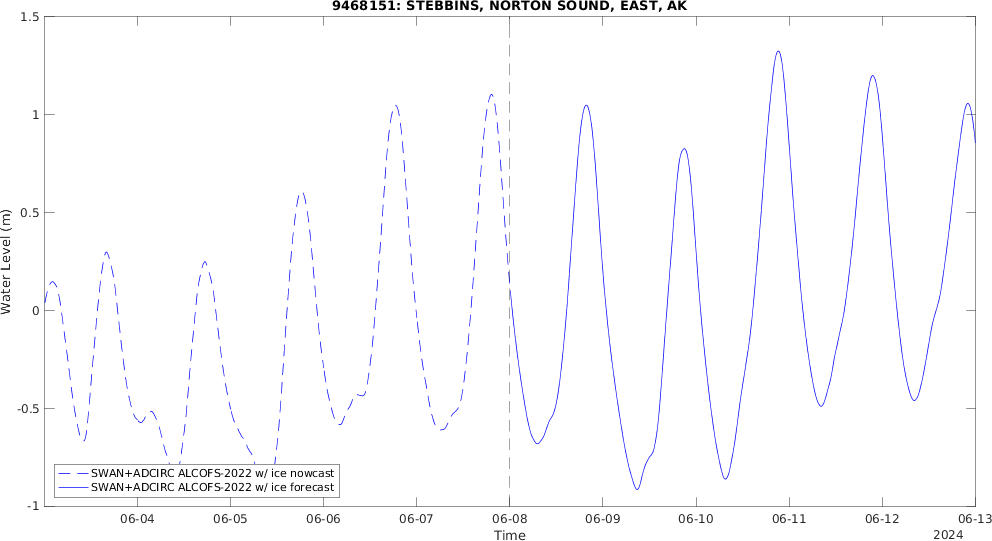 9468151: STEBBINS, NORTON SOUND, EAST, AK
1.5
1
0.5
0
-0.5
-1
Water Level (m)
SWAN+ADCIRC ALCOFS-2022 w/ ice nowcast
SWAN+ADCIRC ALCOFS-2022 w/ ice forecast
06-04 06-05 06-06 06-07 06-08 06-09 06-10 06-11 06-12 06-13
Time
2024